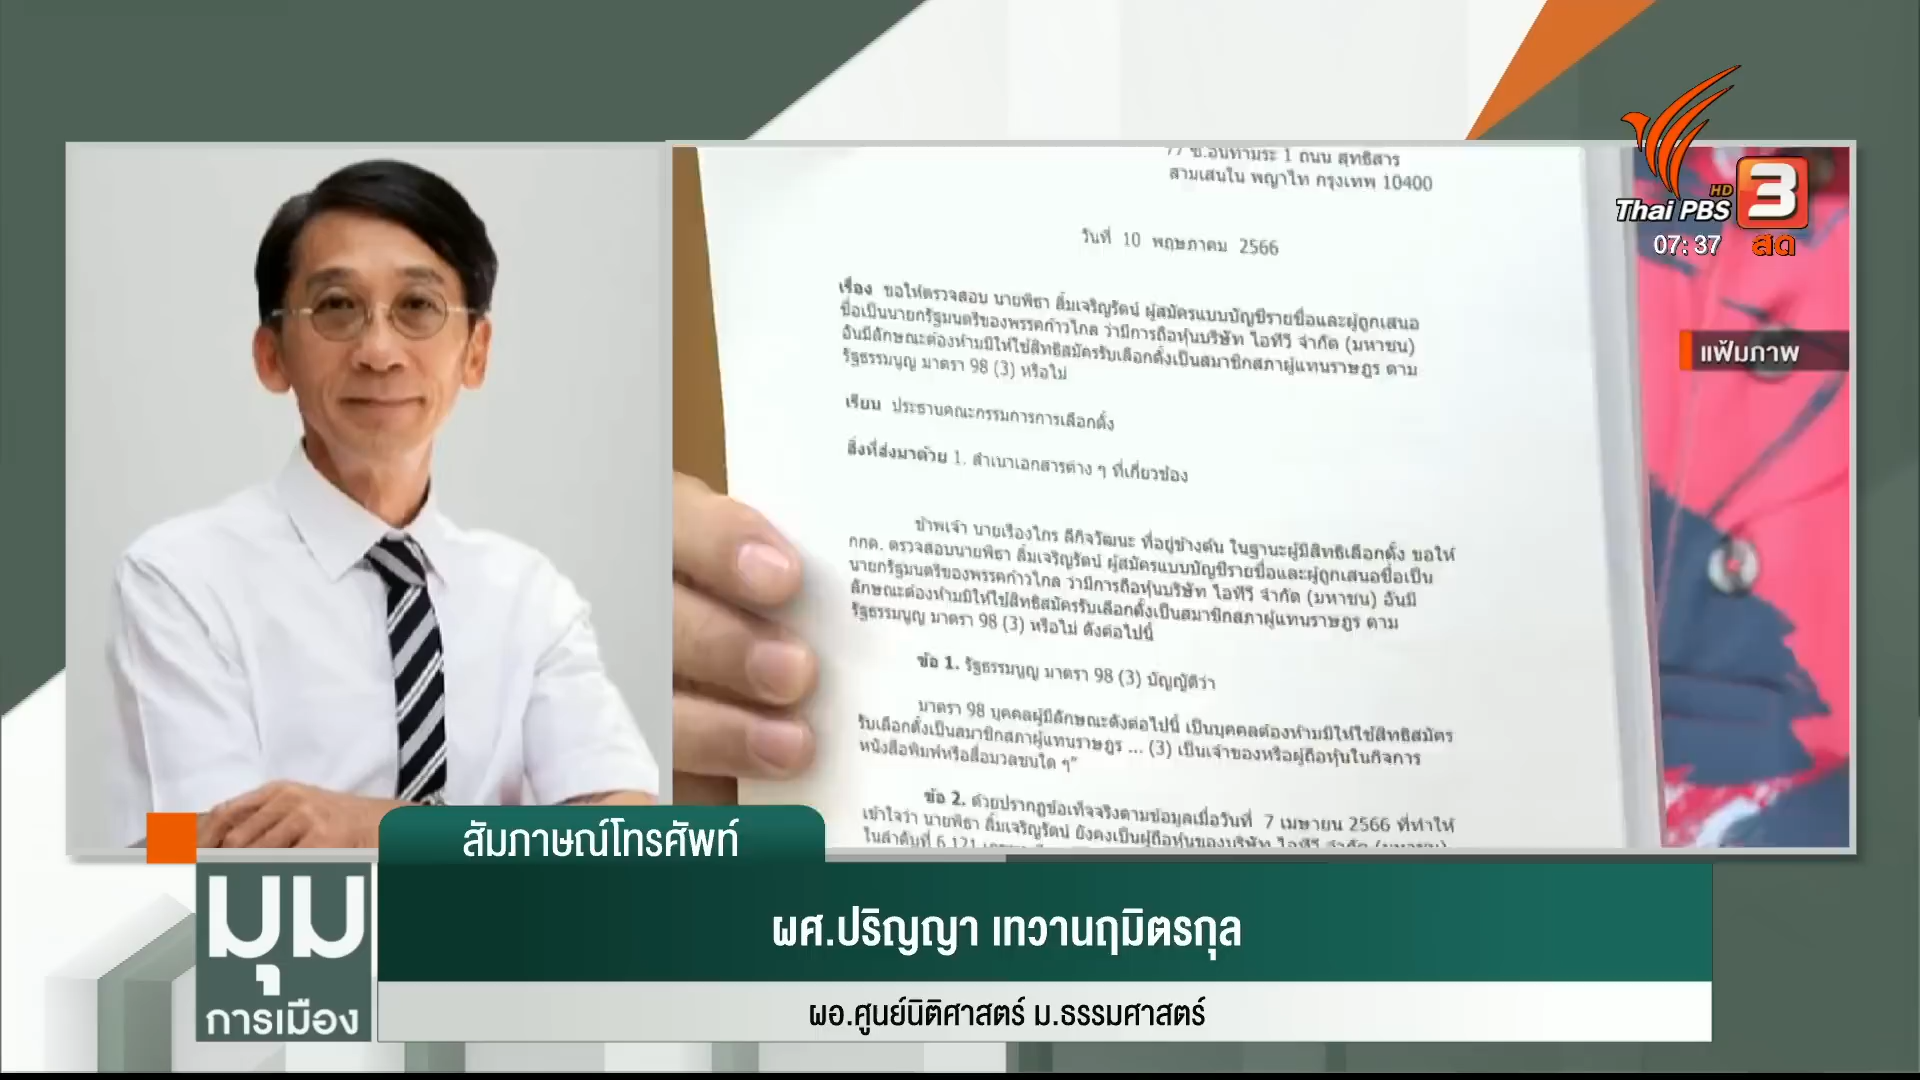 Thai PBS HD 3
07:37 สด
แฟ้มภาพ
77 ซ.อินทามระ 1 ถนน สุทธิสาร
สามเสนใน พญาไท กรุงเทพ 10400
วันที่ 10 พฤษภาคม 2566
เรื่อง ขอให้ตรวจสอบ นายพิธา ลิ้มเจริญรัตน์ ผู้สมัครแบบบัญชีรายชื่อและผู้ถูกเสนอ
ชื่อเป็นนายกรัฐมนตรีของพรรคก้าวไกล ว่ามีการถือหุ้นบริษัท ไอทีวี จำกัด (มหาชน)
อันมีลักษณะต้องห้ามมิให้ใช้สิทธิสมัครรับเลือกตั้งเป็นสมาชิกสภาผู้แทนราษฎร ตาม
รัฐธรรมนูญ มาตรา 98 (3) หรือไม่
เรียน ประธานคณะกรรมการการเลือกตั้ง
สิ่งที่ส่งมาด้วย 1. สำเนาเอกสารต่าง ๆ ที่เกี่ยวข้อง
ข้าพเจ้า นายเรืองไกร ลีกิจวัฒนะ ที่อยู่ข้างต้น ในฐานะผู้มีสิทธิเลือกตั้ง ขอให้
กกต. ตรวจสอบนายพิธา ลิ้มเจริญรัตน์ ผู้สมัครแบบบัญชีรายชื่อและผู้ถูกเสนอชื่อเป็น
นายกรัฐมนตรีของพรรคก้าวไกล ว่ามีการถือหุ้นบริษัท ไอทีวี จำกัด (มหาชน) อันมี
ลักษณะต้องห้ามมิให้ใช้สิทธิสมัครรับเลือกตั้งเป็นสมาชิกสภาผู้แทนราษฎร ตาม
รัฐธรรมนูญ มาตรา 98 (3) หรือไม่ ดังต่อไปนี้
ข้อ 1. รัฐธรรมนูญ มาตรา 98 (3) บัญญัติว่า
มาตรา 98 บุคคลผู้มีลักษณะดังต่อไปนี้ เป็นบุคคลต้องห้ามมิให้ใช้สิทธิสมัคร
รับเลือกตั้งเป็นสมาชิกสภาผู้แทนราษฎร ... (3) เป็นเจ้าของหรือผู้ถือหุ้นในกิจการ
หนังสือพิมพ์หรือสื่อมวลชนใด ๆ"
ข้อ 2. ด้วยปรากฏข้อเท็จจริงตามข้อมูลเมื่อวันที่ 7 เมษายน 2566 ที่ทำให้
เข้าใจว่า นายพิธา ลิ้มเจริญรัตน์ ยังคงเป็นผู้ถือหุ้นของบริษัท ไอทีวี จำกัด (มหาชน)
ในลำดับที่ 6,121
สัมภาษณ์โทรศัพท์
มุม
การเมือง
ผศ.ปริญญา เทวานฤมิตรกุล
ผอ.ศูนย์นิติศาสตร์ ม.ธรรมศาสตร์